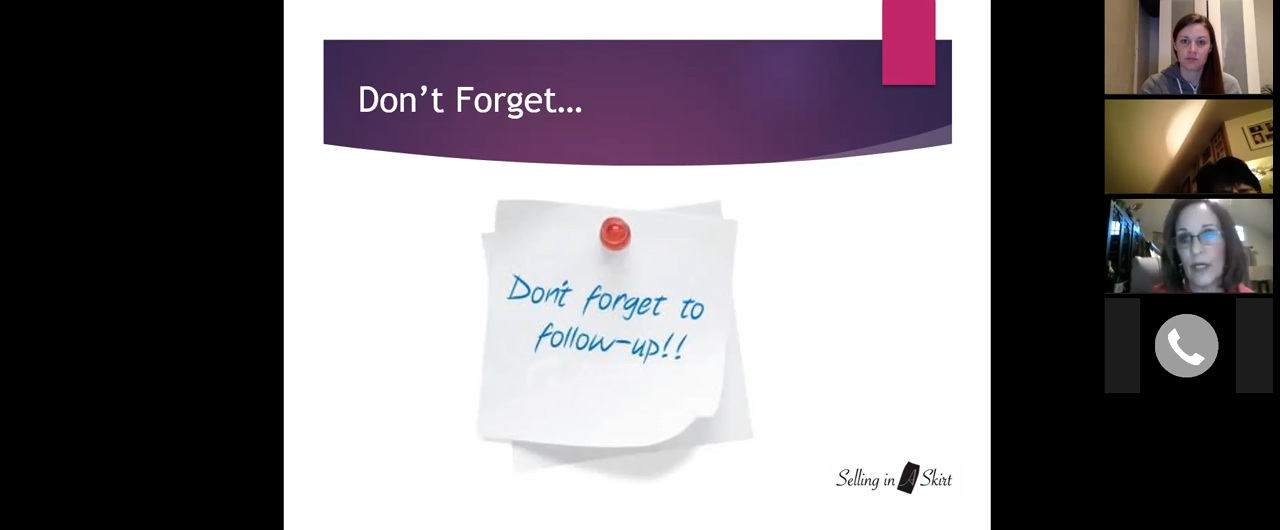 Don’t Forget…
Don't forget to
follow-up!!
Selling in A Skirt